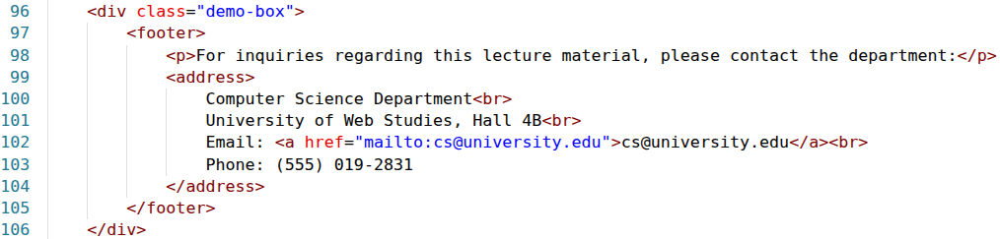 96 <div class="demo-box">
97 <footer>
98 <p>For inquiries regarding this lecture material, please contact the department:</p>
99 <address>
100 Computer Science Department<br>
101 University of Web Studies, Hall 4B<br>
102 Email: <a href="mailto:cs@university.edu">cs@university.edu</a><br>
103 Phone: (555) 019-2831
104 </address>
105 </footer>
106 </div>